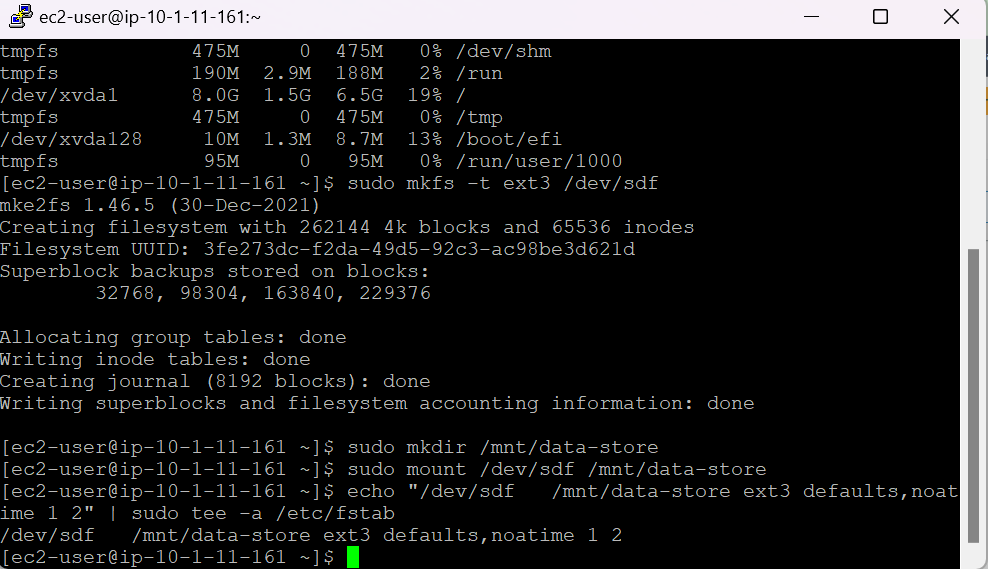 ec2-user@ip-10-1-11-161:~
tmpfs 475M 0 475M 0% /dev/shm
tmpfs 190M 2.9M 188M 2% /run
/dev/xvda1 8.0G 1.5G 6.5G 19% /
tmpfs 475M 0 475M 0% /tmp
/dev/xvda128 10M 1.3M 8.7M 13% /boot/efi
tmpfs 95M 0 95M 0% /run/user/1000
[ec2-user@ip-10-1-11-161 ~]$ sudo mkfs -t ext3 /dev/sdf
mke2fs 1.46.5 (30-Dec-2021)
Creating filesystem with 262144 4k blocks and 65536 inodes
Filesystem UUID: 3fe273dc-f2da-49d5-92c3-ac98be3d621d
Superblock backups stored on blocks:
        32768, 98304, 163840, 229376
Allocating group tables: done
Writing inode tables: done
Creating journal (8192 blocks): done
Writing superblocks and filesystem accounting information: done
[ec2-user@ip-10-1-11-161 ~]$ sudo mkdir /mnt/data-store
[ec2-user@ip-10-1-11-161 ~]$ sudo mount /dev/sdf /mnt/data-store
[ec2-user@ip-10-1-11-161 ~]$ echo "/dev/sdf   /mnt/data-store ext3 defaults,noat
ime 1 2" | sudo tee -a /etc/fstab
/dev/sdf   /mnt/data-store ext3 defaults,noatime 1 2
[ec2-user@ip-10-1-11-161 ~]$